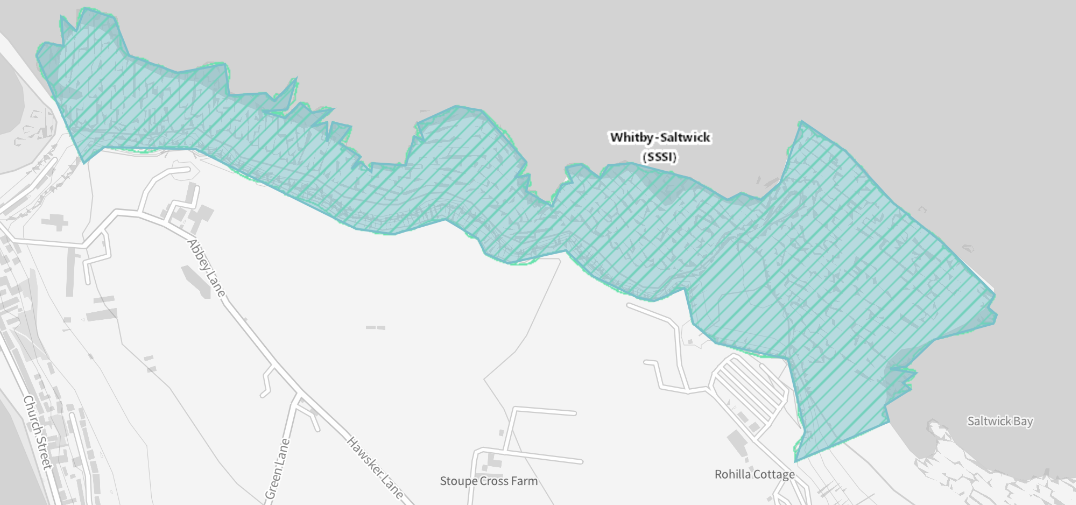 Whitby-Saltwick
(SSSI)
Abbey Lane
Church Street
Green Lane
Hawsker Lane
Stoupe Cross Farm
Rohilla Cottage
Saltwick Bay